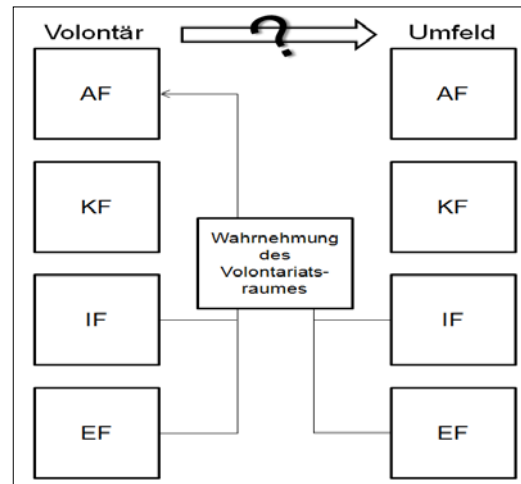 Volontär ? Umfeld
AF AF
KF KF
Wahrnehmung
des
Volontariats-
raumes
IF IF
EF EF